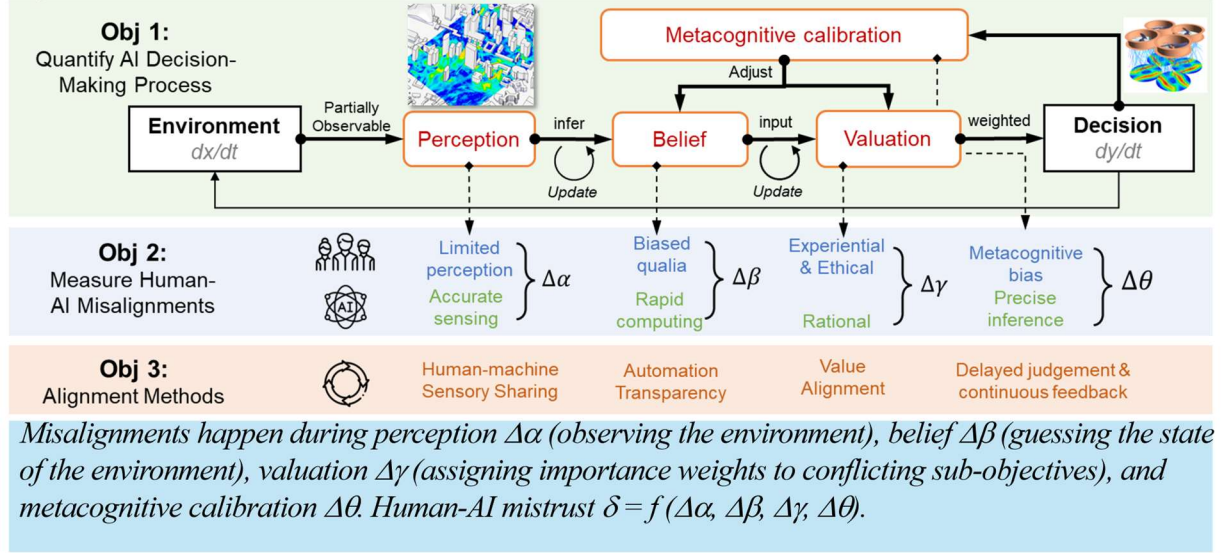 Obj 1:
Quantify AI Decision-
Making Process
Metacognitive calibration
Adjust
Partially
Observable
Environment
dx/dt
Perception
infer
Update
Belief
input
Update
Valuation
weighted
Decision
dy/dt
Obj 2:
Measure Human-
AI Misalignments
AI
Limited
perception
Accurate
sensing
Δα
Biased
qualia
Rapid
computing
Δβ
Experiential
& Ethical
Rational
Δγ
Metacognitive
bias
Precise
inference
Δθ
Obj 3:
Alignment Methods
Human-machine
Sensory Sharing
Automation
Transparency
Value
Alignment
Delayed judgement &
continuous feedback
Misalignments happen during perception Δα (observing the environment), belief Δβ (guessing the state
of the environment), valuation Δγ (assigning importance weights to conflicting sub-objectives), and
metacognitive calibration Δθ. Human-AI mistrust δ = f (Δα, Δβ, Δγ, Δθ).